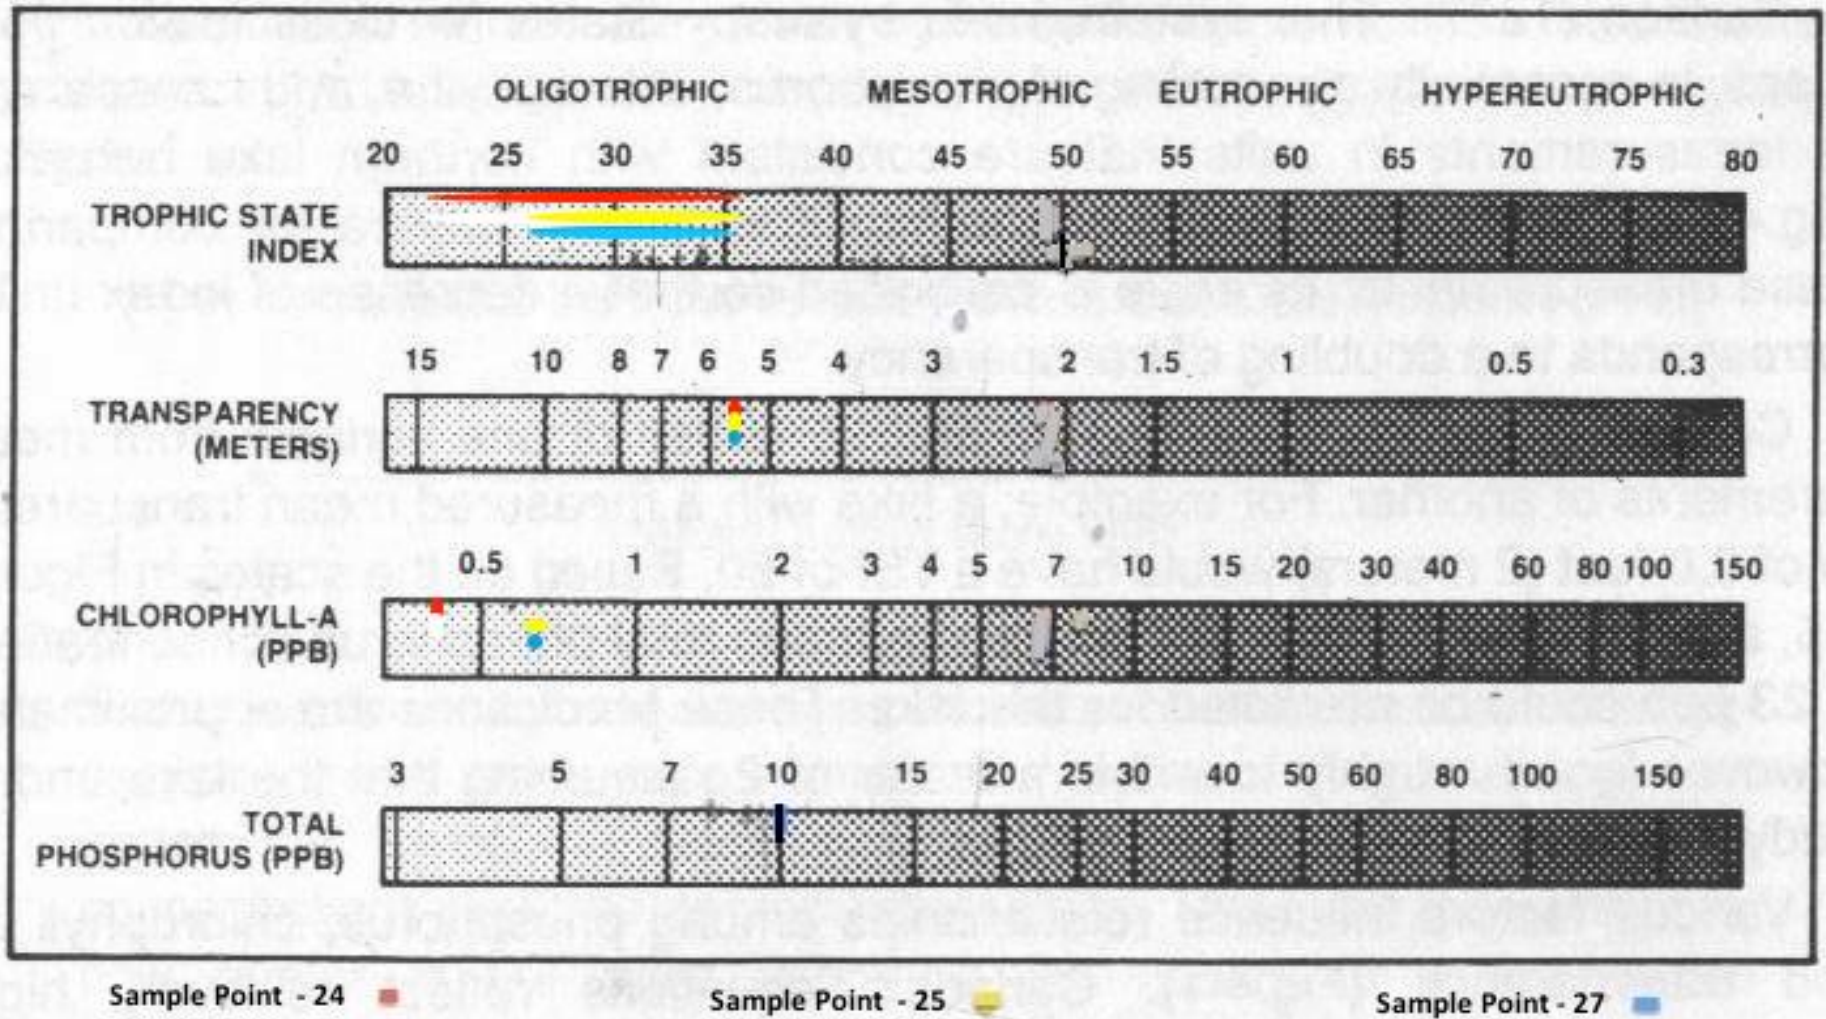 OLIGOTROPHIC MESOTROPHIC EUTROPHIC HYPEREUTROPHIC
20 25 30 35 40 45 50 55 60 65 70 75 80
TROPHIC STATE
INDEX
15 10 8 7 6 5 4 3 2 1.5 1 0.5 0.3
TRANSPARENCY
(METERS)
0.5 1 2 3 4 5 7 10 15 20 30 40 60 80 100 150
CHLOROPHYLL-A
(PPB)
3 5 7 10 15 20 25 30 40 50 60 80 100 150
TOTAL
PHOSPHORUS (PPB)
Sample Point - 24 Sample Point - 25 Sample Point - 27